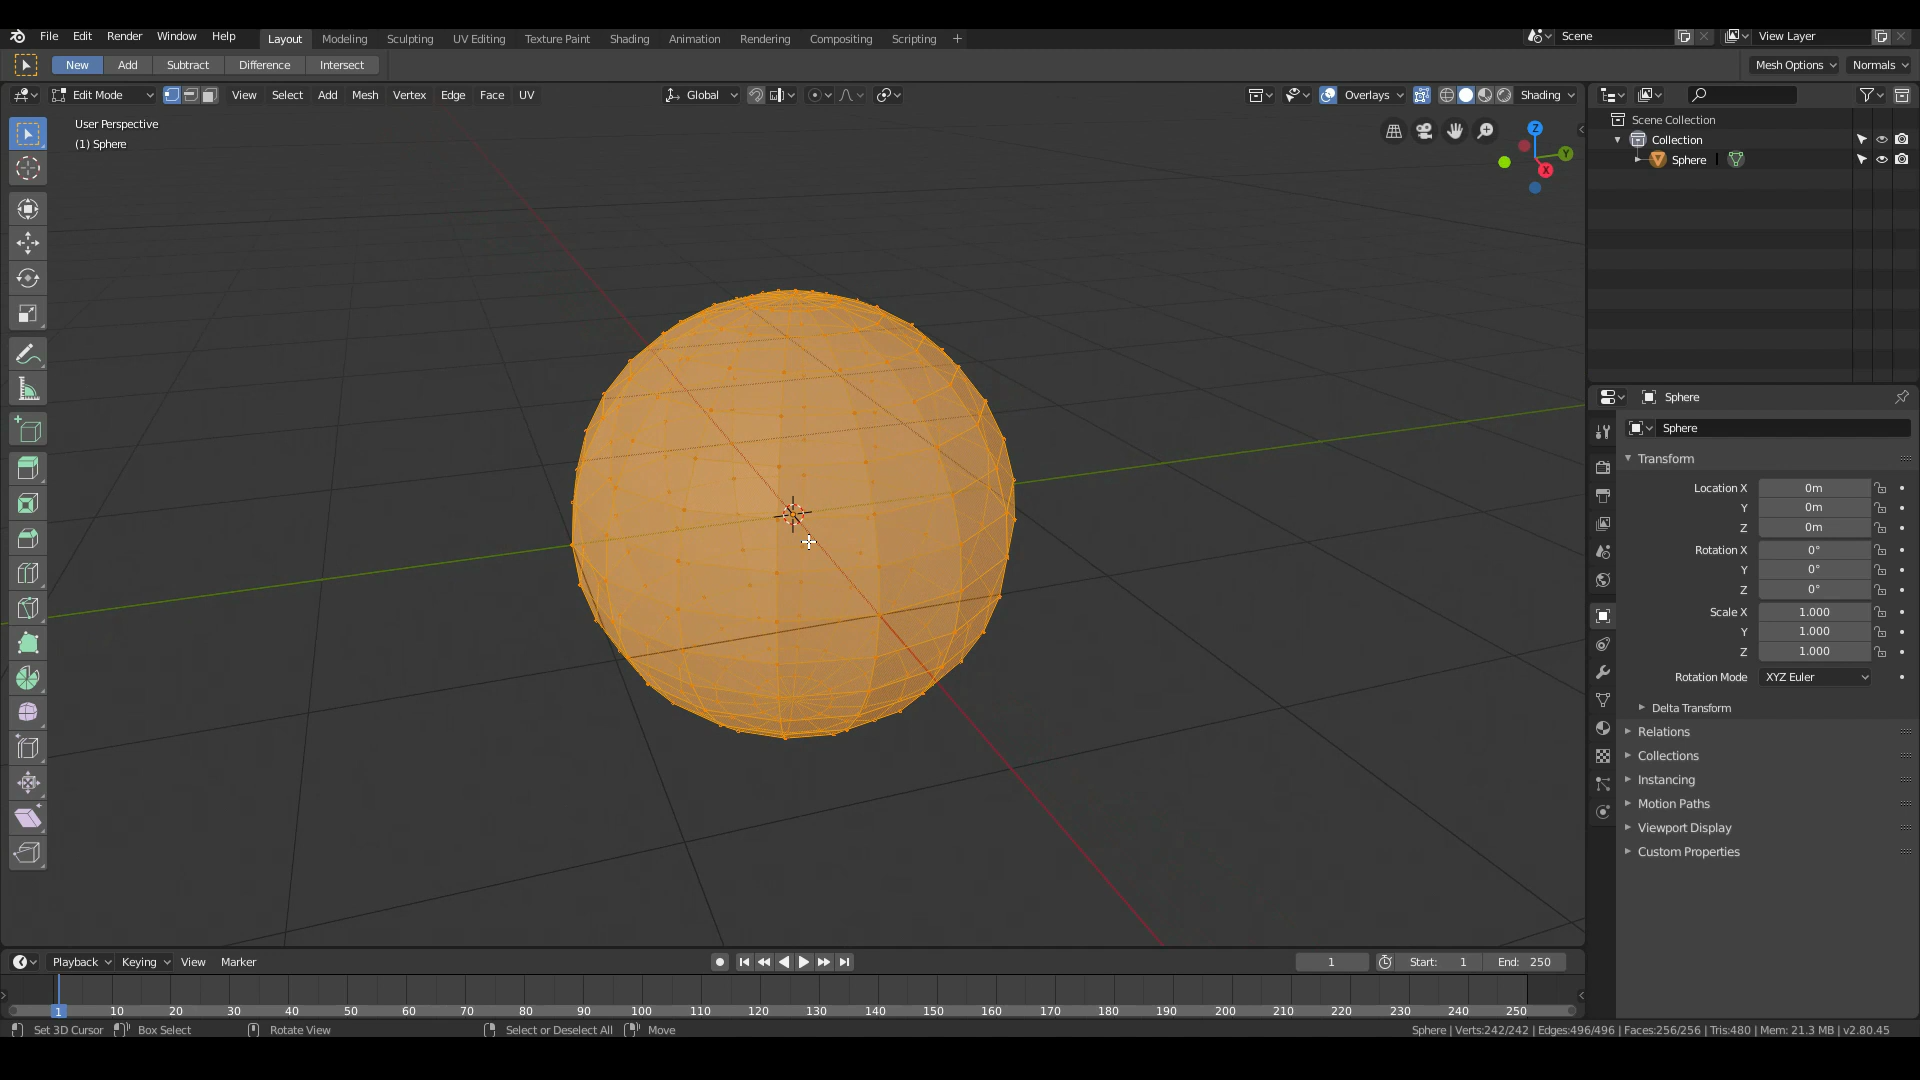 File Edit Render Window Help Layout Modeling Sculpting UV Editing Texture Paint Shading Animation Rendering Compositing Scripting + Scene View Layer
New Add Subtract Difference Intersect Mesh Options Normals
Edit Mode View Select Add Mesh Vertex Edge Face UV Global Overlays Shading
User Perspective
(1) Sphere
Z
Y
X
Scene Collection
Collection
Sphere
Sphere
Sphere
Transform
Location X 0m
Y 0m
Z 0m
Rotation X 0°
Y 0°
Z 0°
Scale X 1.000
Y 1.000
Z 1.000
Rotation Mode XYZ Euler
Delta Transform
Relations
Collections
Instancing
Motion Paths
Viewport Display
Custom Properties
Playback Keying View Marker 1 Start: 1 End: 250
1 10 20 30 40 50 60 70 80 90 100 110 120 130 140 150 160 170 180 190 200 210 220 230 240 250
Set 3D Cursor Box Select Rotate View Select or Deselect All Move Sphere | Verts:242/242 | Edges:496/496 | Faces:256/256 | Tris:480 | Mem: 21.3 MB | v2.80.45